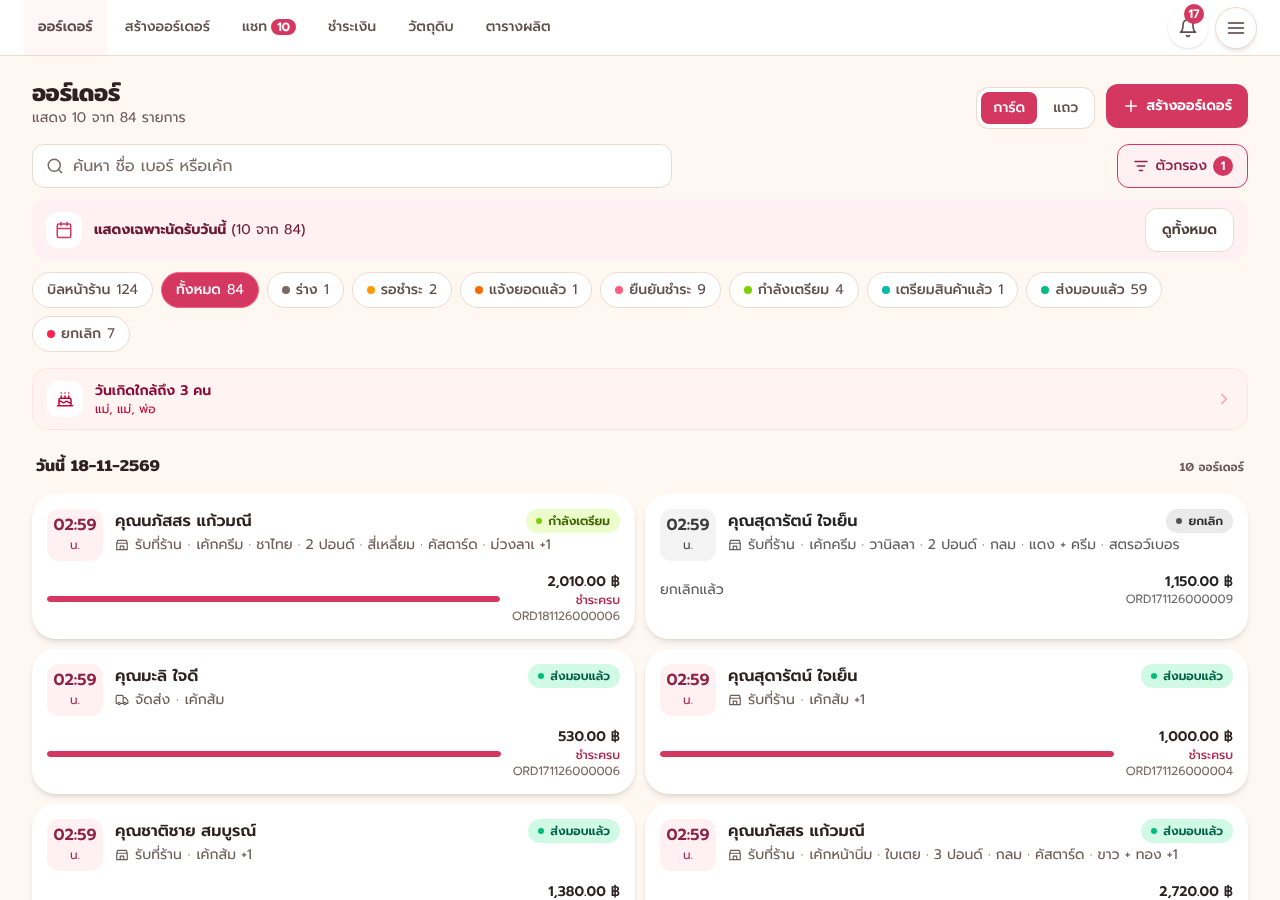 ออร์เดอร์ สร้างออร์เดอร์ แชท 10 ชำระเงิน วัตถุดิบ ตารางผลิต 17
ออร์เดอร์
แสดง 10 จาก 84 รายการ
การ์ด แถว สร้างออร์เดอร์
ค้นหา ชื่อ เบอร์ หรือเค้ก
ตัวกรอง 1
แสดงเฉพาะนัดรับวันนี้ (10 จาก 84)
ดูทั้งหมด
บิลหน้าร้าน 124 ทั้งหมด 84 ร่าง 1 รอชำระ 2 แจ้งยอดแล้ว 1 ยืนยันชำระ 9 กำลังเตรียม 4 เตรียมสินค้าแล้ว 1 ส่งมอบแล้ว 59
ยกเลิก 7
วันเกิดใกล้ถึง 3 คน
แม่, แม่, พ่อ
วันนี้ 18-11-2569
10 ออร์เดอร์
02:59 น.
คุณนภัสสร แก้วมณี
กำลังเตรียม
รับที่ร้าน · เค้กครีม · ชาไทย · 2 ปอนด์ · สี่เหลี่ยม · คัสตาร์ด · ม่วงลาเ +1
2,010.00 ฿
ชำระครบ
ORD181126000006
02:59 น.
คุณสุดารัตน์ ใจเย็น
ยกเลิก
รับที่ร้าน · เค้กครีม · วานิลลา · 2 ปอนด์ · กลม · แดง + ครีม · สตรอว์เบอร
ยกเลิกแล้ว
1,150.00 ฿
ORD171126000009
02:59 น.
คุณมะลิ ใจดี
ส่งมอบแล้ว
จัดส่ง · เค้กส้ม
530.00 ฿
ชำระครบ
ORD171126000006
02:59 น.
คุณสุดารัตน์ ใจเย็น
ส่งมอบแล้ว
รับที่ร้าน · เค้กส้ม +1
1,000.00 ฿
ชำระครบ
ORD171126000004
02:59 น.
คุณชาติชาย สมบูรณ์
ส่งมอบแล้ว
รับที่ร้าน · เค้กส้ม +1
1,380.00 ฿
02:59 น.
คุณนภัสสร แก้วมณี
ส่งมอบแล้ว
รับที่ร้าน · เค้กหน้านิ่ม · ใบเตย · 3 ปอนด์ · กลม · คัสตาร์ด · ขาว + ทอง +1
2,720.00 ฿